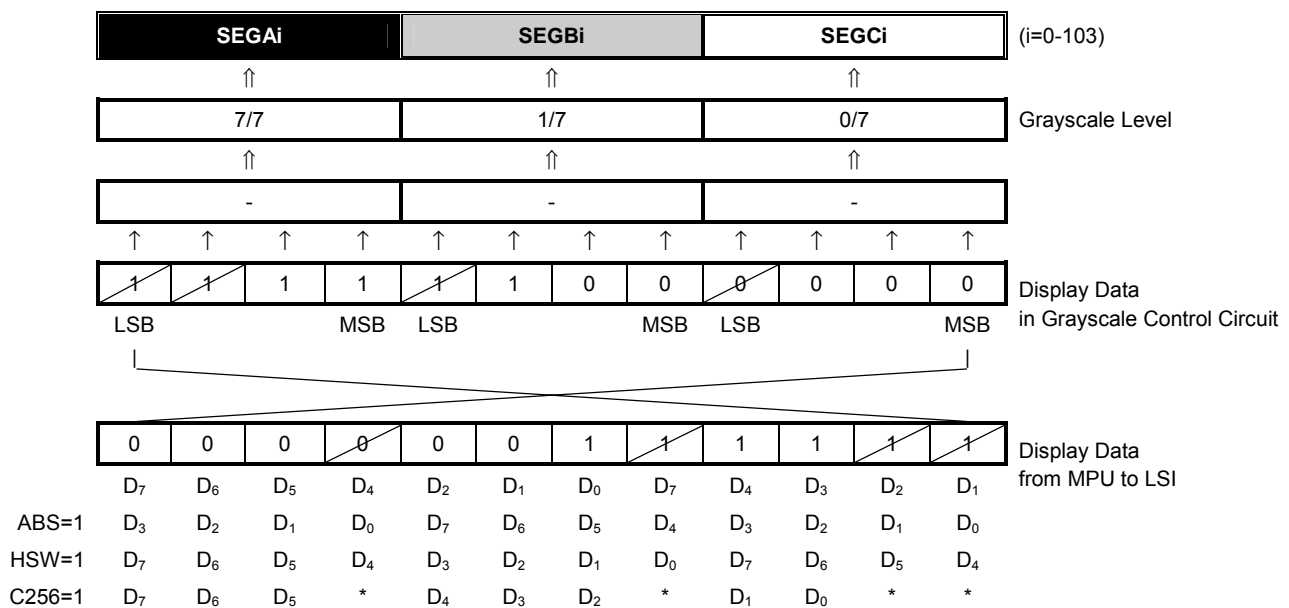 SEGAi SEGBi SEGCi (i=0-103)
⇑ ⇑ ⇑
7/7 1/7 0/7 Grayscale Level
⇑ ⇑ ⇑
- - -
↑ ↑ ↑ ↑ ↑ ↑ ↑ ↑ ↑ ↑ ↑ ↑
1 1 1 1 1 1 0 0 0 0 0 0 Display Data
in Grayscale Control Circuit
LSB MSB LSB MSB LSB MSB
0 0 0 0 0 0 1 1 1 1 1 1 Display Data
from MPU to LSI
D₇ D₆ D₅ D₄ D₂ D₁ D₀ D₇ D₄ D₃ D₂ D₁
ABS=1 D₃ D₂ D₁ D₀ D₇ D₆ D₅ D₄ D₃ D₂ D₁ D₀
HSW=1 D₇ D₆ D₅ D₄ D₃ D₂ D₁ D₀ D₇ D₆ D₅ D₄
C256=1 D₇ D₆ D₅ * D₄ D₃ D₂ * D₁ D₀ * *